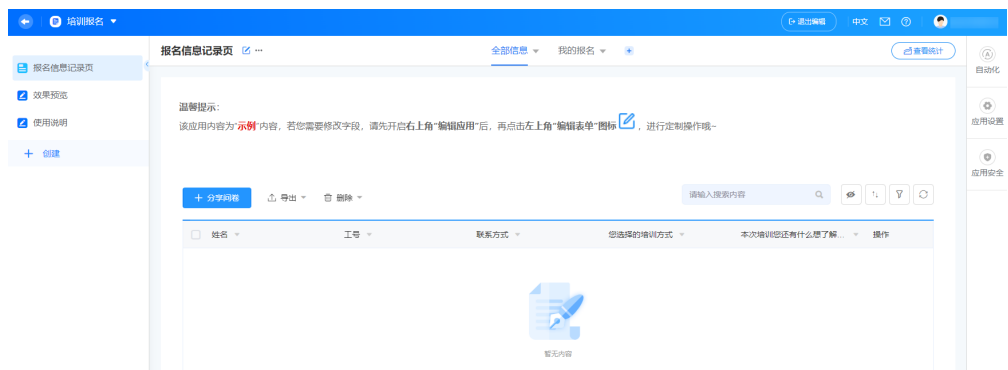 培训报名
退出编辑
中文
报名信息记录页
效果预览
使用说明
创建
报名信息记录页
全部信息
我的报名
查看统计
温馨提示:
该应用内容为“示例”内容，若您需要修改字段，请先开启右上角“编辑应用”后，再点击左上角“编辑表单”图标，进行定制操作哦~
分享问卷
导出
删除
请输入搜索内容
姓名
工号
联系方式
您选择的培训方式
本次培训您还有什么想了解...
操作
暂无内容
自动化
应用设置
应用安全